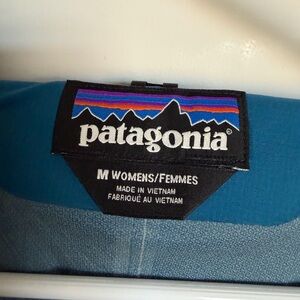 patagonia®
M WOMENS/FEMMES
MADE IN VIETNAM
FABRIQUÉ AU VIETNAM